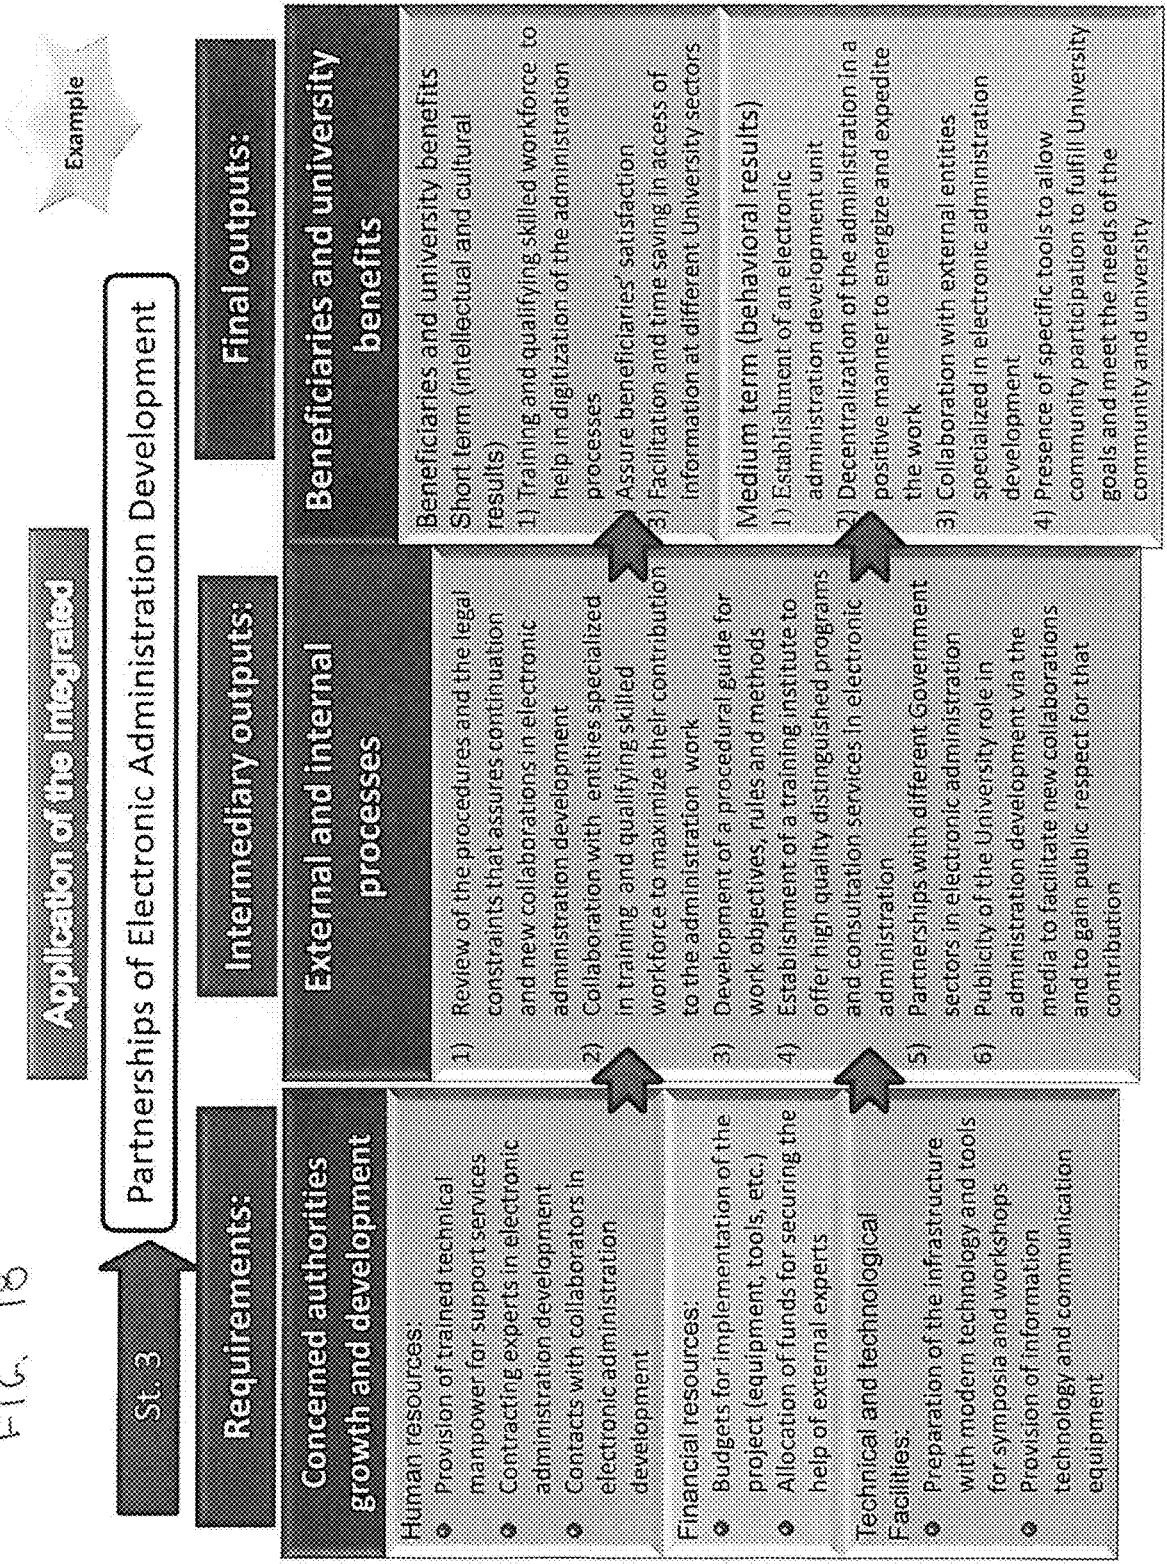 FIG. 18
Application of the Integrated
Example
St. 3
Partnerships of Electronic Administration Development
Requirements:
Intermediary outputs:
Final outputs:
Concerned authorities
growth and development
Human resources:
Provision of trained technical
manpower for support services
Contracting experts in electronic
administration development
Contacts with collaborators in
electronic administration
development
Financial resources:
Budgets for implementation of the
project (equipment, tools, etc.)
Allocation of funds for securing the
help of external experts
Technical and technological
Facilities:
Preparation of the infrastructure
with modern technology and tools
for symposia and workshops
Provision of information
technology and communication
equipment
External and internal
processes
1) Review of the procedures and the legal
constraints that assures continuation
and new collaborations in electronic
administration development
2) Collaboration with entities specialized
in training and qualifying skilled
workforce to maximize their contribution
to the administration work
3) Development of a procedural guide for
work objectives, rules and methods
4) Establishment of a training institute to
offer high quality distinguished programs
and consultation services in electronic
administration
5) Partnerships with different Government
sectors in electronic administration
6) Publicity of the University role in
administration development via the
media to facilitate new collaborations
and to gain public respect for that
contribution
Beneficiaries and university
benefits
Beneficiaries and university benefits
Short term (intellectual and cultural
results)
1) Training and qualifying skilled workforce to
help in digitization of the administration
processes
Assure beneficiaries' satisfaction
3) Facilitation and time saving in access of
information at different University sectors
Medium term (behavioral results)
1) Establishment of an electronic
administration development unit
2) Decentralization of the administration in a
positive manner to energize and expedite
the work
3) Collaboration with external entities
specialized in electronic administration
development
4) Presence of specific tools to allow
community participation to fulfill University
goals and meet the needs of the
community and university